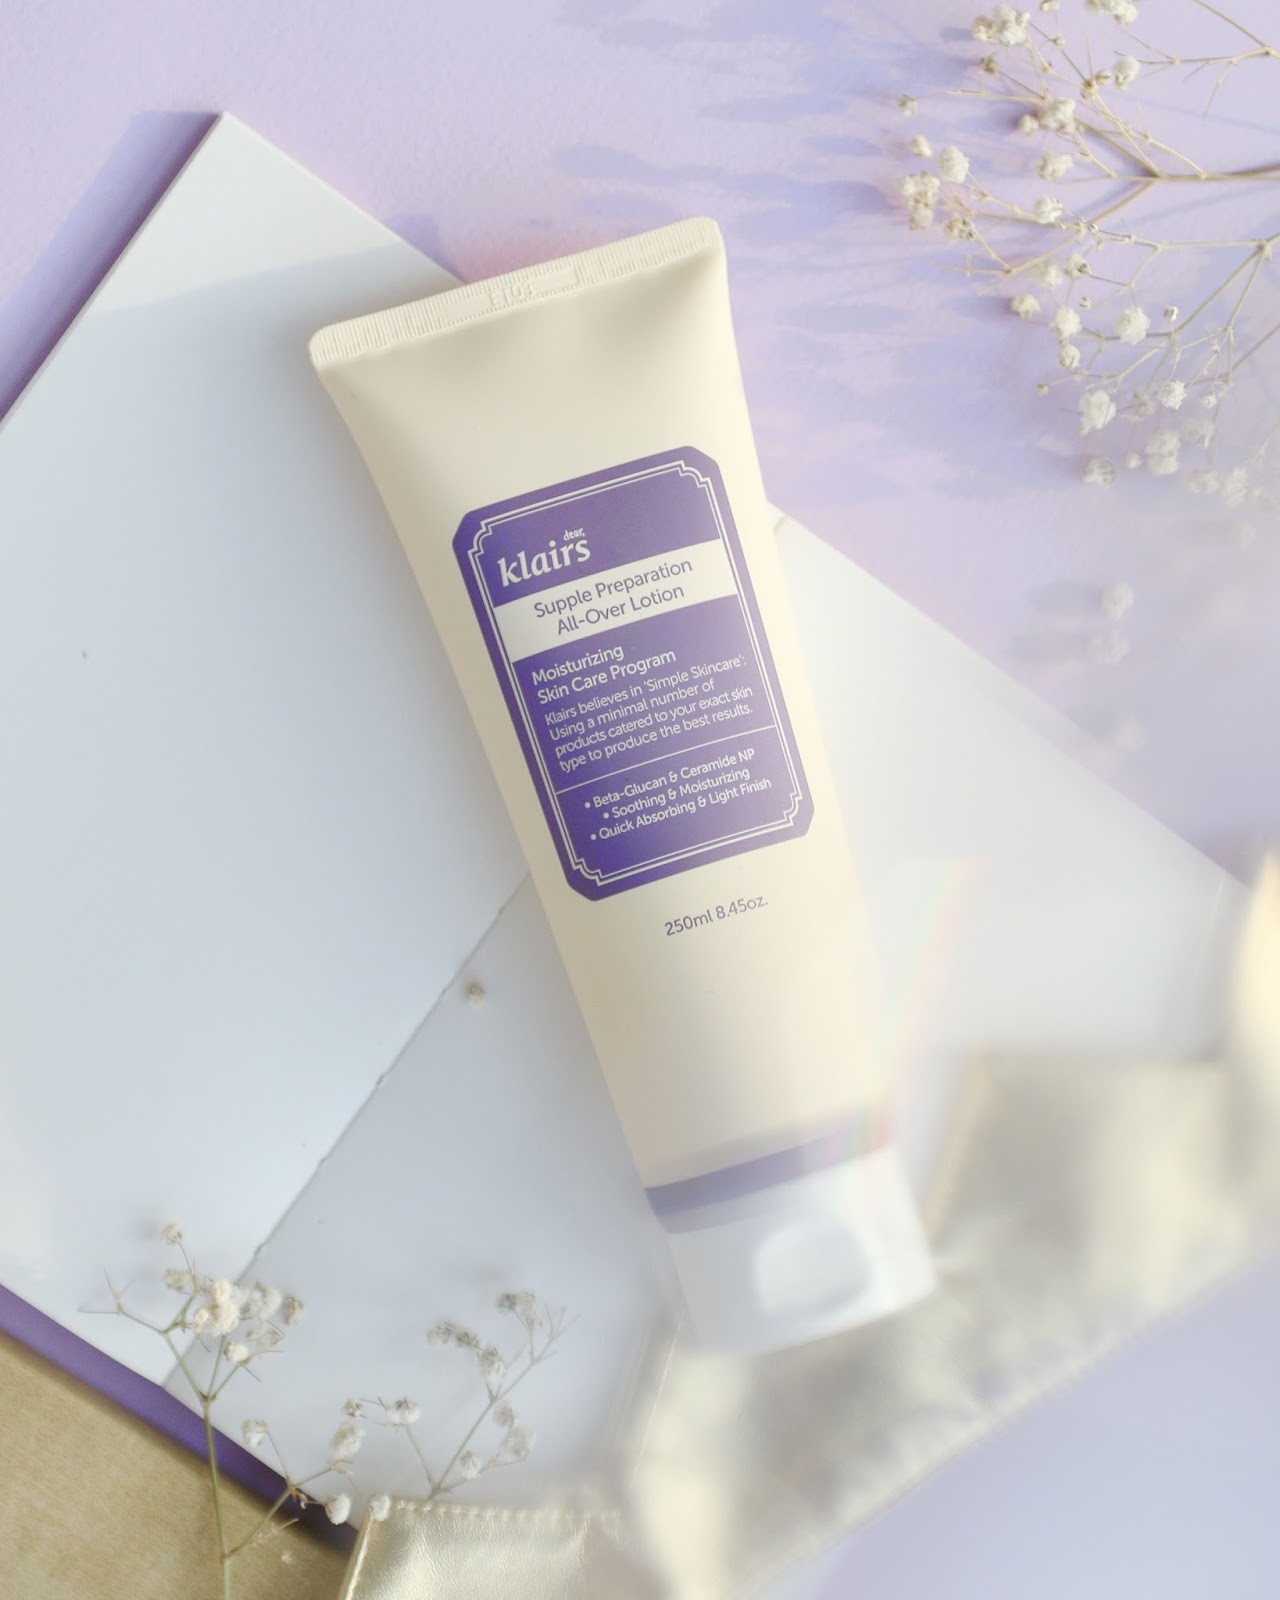 dear,
klairs
Supple Preparation
All-Over Lotion
Moisturizing
Skin Care Program
Klairs believes in 'Simple Skincare':
Using a minimal number of
products catered to your exact skin
type to produce the best results.
• Beta-Glucan & Ceramide NP
• Soothing & Moisturizing
• Quick Absorbing & Light Finish
250ml 8.45oz.